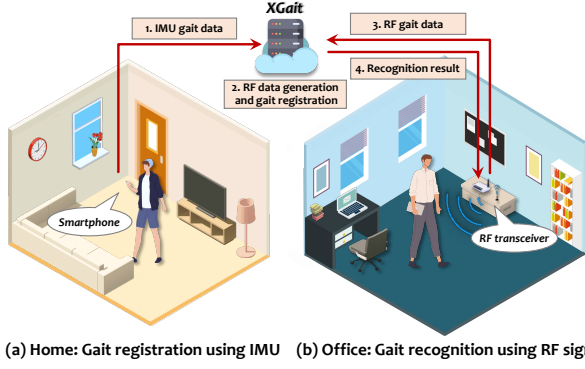 XGait
1. IMU gait data
3. RF gait data
4. Recognition result
2. RF data generation
and gait registration
Smartphone
RF transceiver
(a) Home: Gait registration using IMU
(b) Office: Gait recognition using RF sig